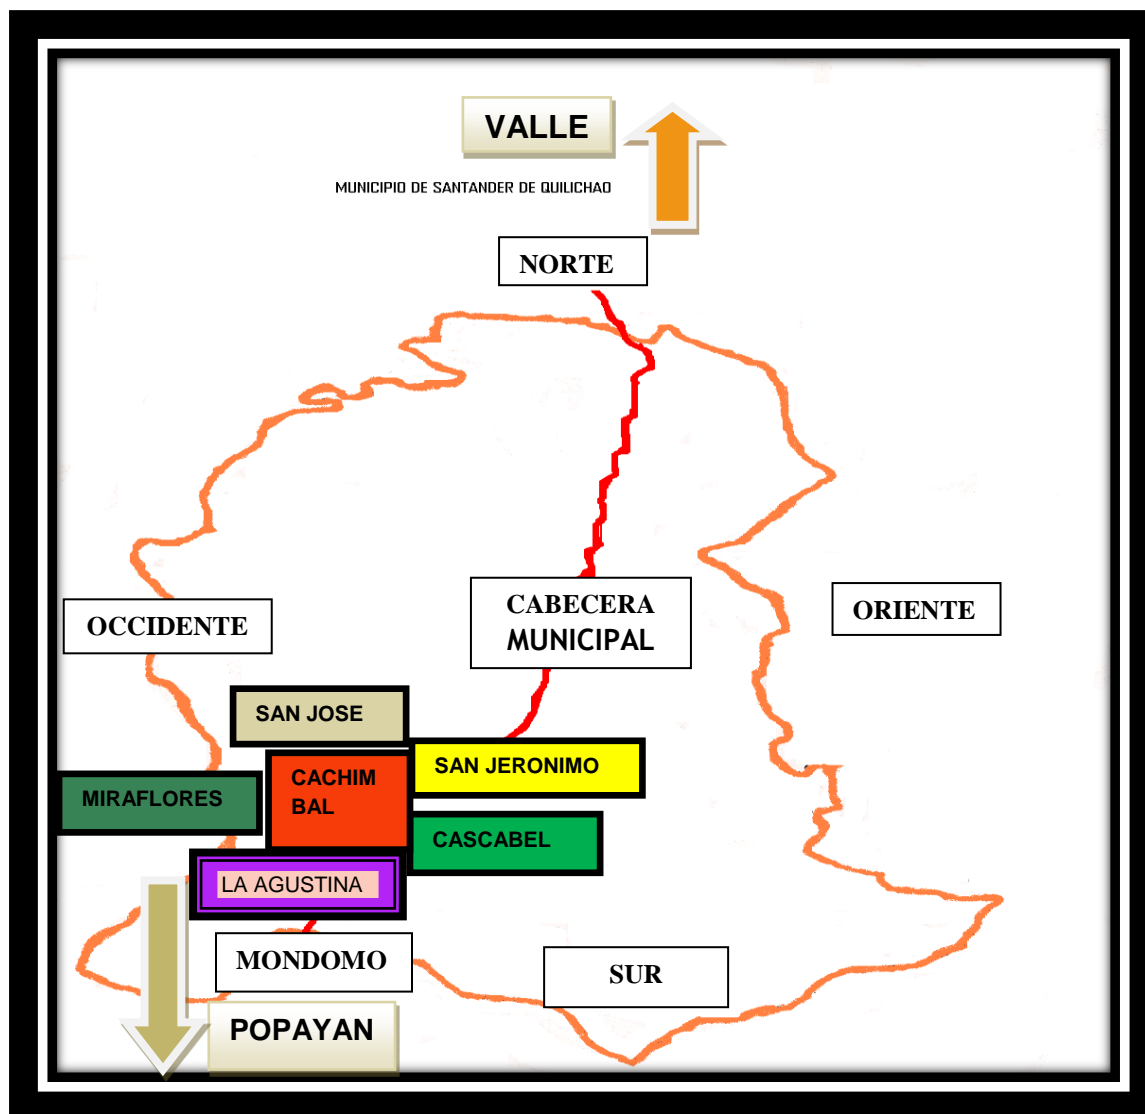 VALLE
MUNICIPIO DE SANTANDER DE QUILICHAO
NORTE
CABECERA
MUNICIPAL
ORIENTE
OCCIDENTE
SAN JOSE
SAN JERONIMO
CACHIM
BAL
MIRAFLORES
CASCABEL
LA AGUSTINA
MONDOMO
SUR
POPAYAN